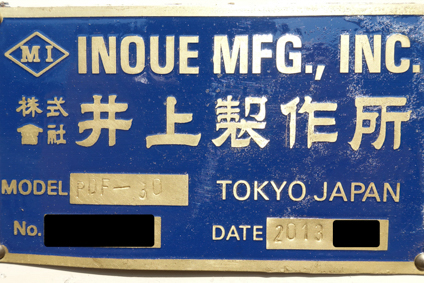 MI INOUE MFG., INC.
株式會社 井上製作所
MODEL PUF-30 TOKYO JAPAN
No. DATE 2013